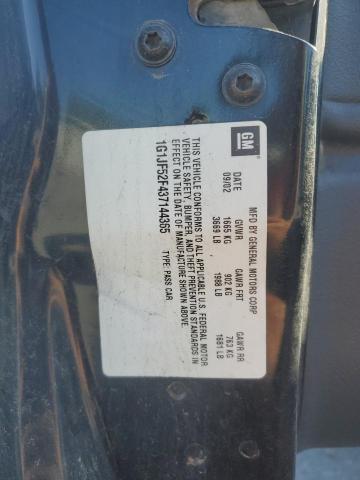 GM
MFG BY GENERAL MOTORS CORP
DATE GVWR GAWR FRT GAWR RR
09/02 1665 KG 902 KG 763 KG
3669 LB 1988 LB 1681 LB
THIS VEHICLE CONFORMS TO ALL APPLICABLE U.S. FEDERAL MOTOR
VEHICLE SAFETY, BUMPER, AND THEFT PREVENTION STANDARDS IN
EFFECT ON THE DATE OF MANUFACTURE SHOWN ABOVE.
1G1JF52F437144365 TYPE: PASS CAR